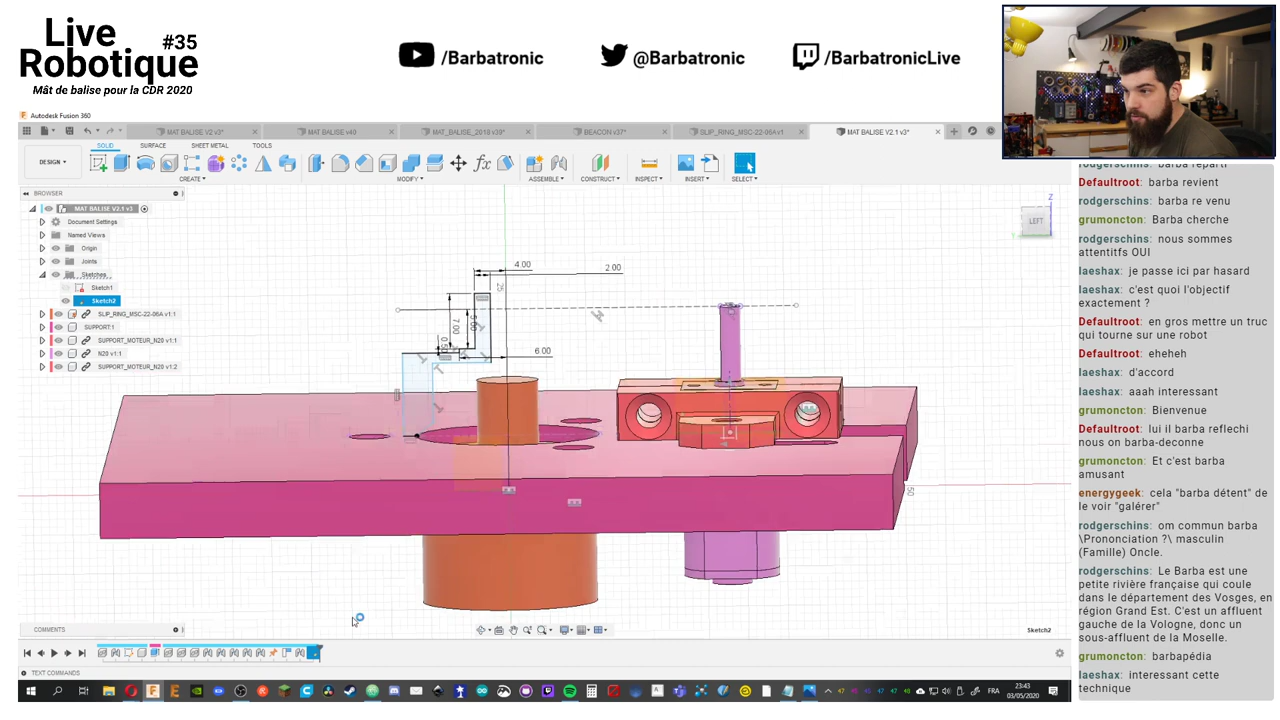 Live
Robotique
#35
Mât de balise pour la CDR 2020
/Barbatronic
@Barbatronic
/BarbatronicLive
Autodesk Fusion 360
MAT BALISE V2 v3*
MAT BALISE v40
MAT_BALISE_2019 v39*
BEACON v37*
SLIP_RING_MSC-22-06A v1
MAT BALISE V2.1 v3*
SOLID
SURFACE
SHEET METAL
TOOLS
DESIGN
CREATE
MODIFY
ASSEMBLE
CONSTRUCT
INSPECT
INSERT
SELECT
BROWSER
MAT BALISE V2.1 v3
Document Settings
Named Views
Origin
Joints
Sketches
Sketch1
Sketch2
SLIP_RING_MSC-22-06A v1:1
SUPPORT:1
SUPPORT_MOTEUR_N20 v1:1
N20 v1:1
SUPPORT_MOTEUR_N20 v1:2
4.00
2.00
7.00
6.00
50
Z
LEFT
COMMENTS
Sketch2
TEXT COMMANDS
FRA
23:43
03/05/2020
rodgerschins: barba reparti
Defaultroot: barba revient
rodgerschins: barba re venu
grumoncton: Barba cherche
rodgerschins: nous sommes
attentifds OUI
laeshax: je passe ici par hasard
laeshax: c'est quoi l'objectif
exactement ?
Defaultroot: en gros mettre un truc
qui tourne sur une robot
Defaultroot: eheheh
laeshax: d'accord
laeshax: aaah interessant
grumoncton: Bienvenue
Defaultroot: lui il barba reflechi
nous on barba-deconne
grumoncton: Et c'est barba
amusant
energygeek: cela "barba détent" de
le voir "galérer"
rodgerschins: om commun barba
\Prononciation ?\ masculin
(Famille) Oncle.
rodgerschins: Le Barba est une
petite rivière française qui coule
dans le département des Vosges, en
région Grand Est. C'est un affluent
gauche de la Vologne, donc un
sous-affluent de la Moselle.
grumoncton: barbapédia
laeshax: interessant cette
technique